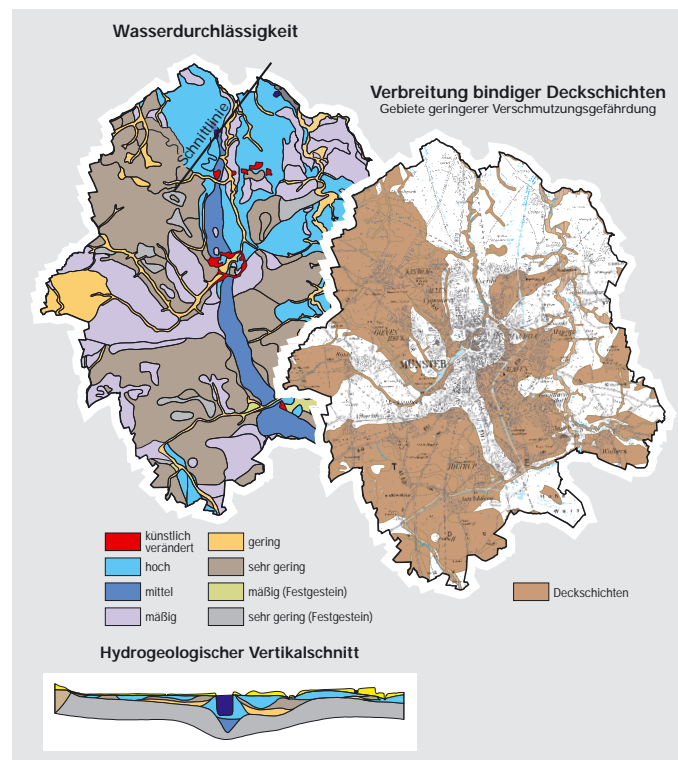 Wasserdurchlässigkeit
Schnittlinie
Verbreitung bindiger Deckschichten
Gebiete geringerer Verschmutzungsgefährdung
MÜNSTER
künstlich
verändert
hoch
mittel
mäßig
gering
sehr gering
mäßig (Festgestein)
sehr gering (Festgestein)
Deckschichten
Hydrogeologischer Vertikalschnitt